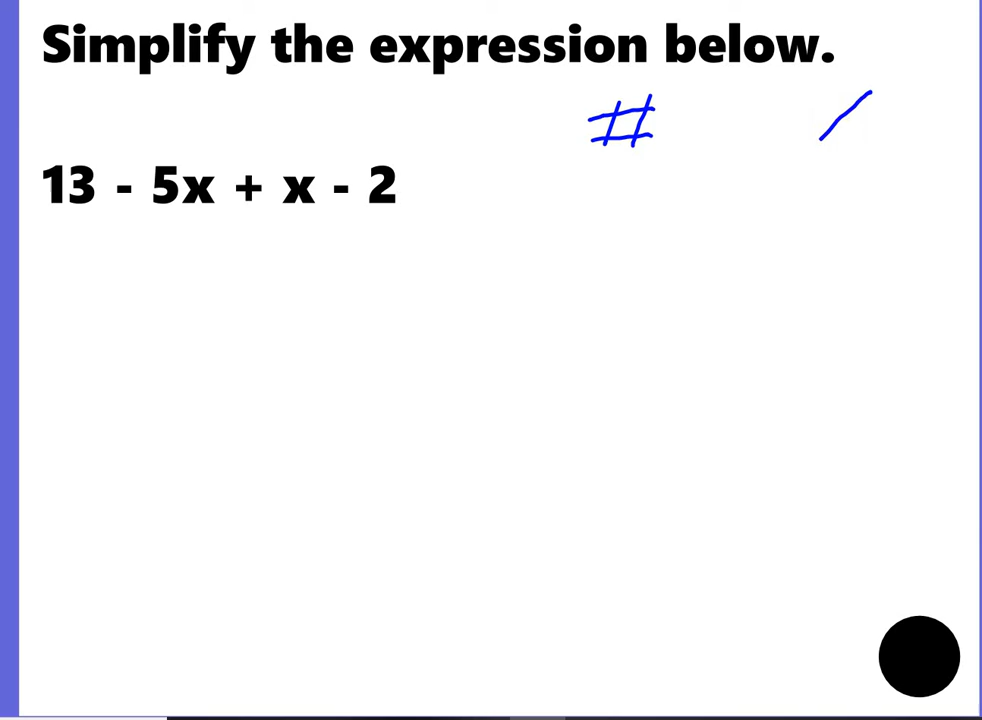 Simplify the expression below.
# /
13 - 5x + x - 2